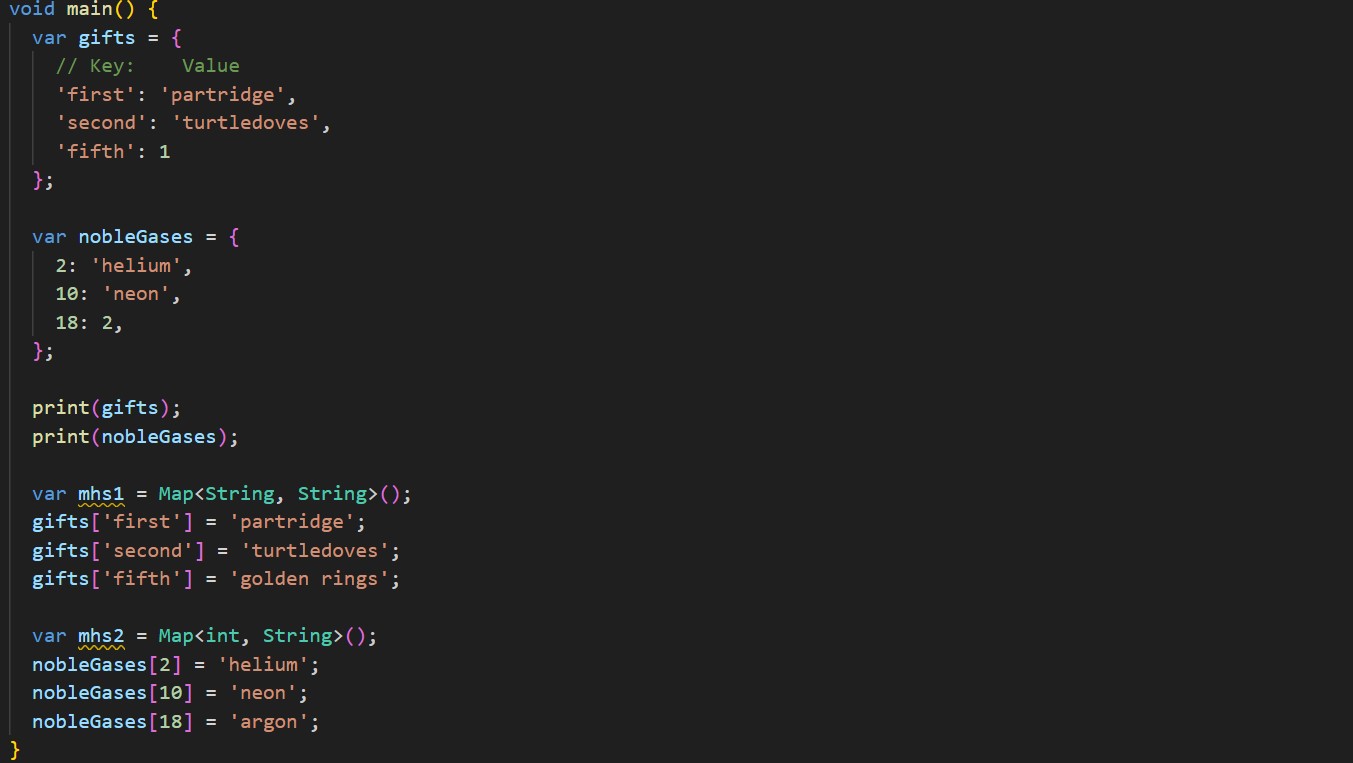 void main() {
  var gifts = {
    // Key:    Value
    'first': 'partridge',
    'second': 'turtledoves',
    'fifth': 1
  };

  var nobleGases = {
    2: 'helium',
    10: 'neon',
    18: 2,
  };

  print(gifts);
  print(nobleGases);

  var mhs1 = Map<String, String>();
  gifts['first'] = 'partridge';
  gifts['second'] = 'turtledoves';
  gifts['fifth'] = 'golden rings';

  var mhs2 = Map<int, String>();
  nobleGases[2] = 'helium';
  nobleGases[10] = 'neon';
  nobleGases[18] = 'argon';
}